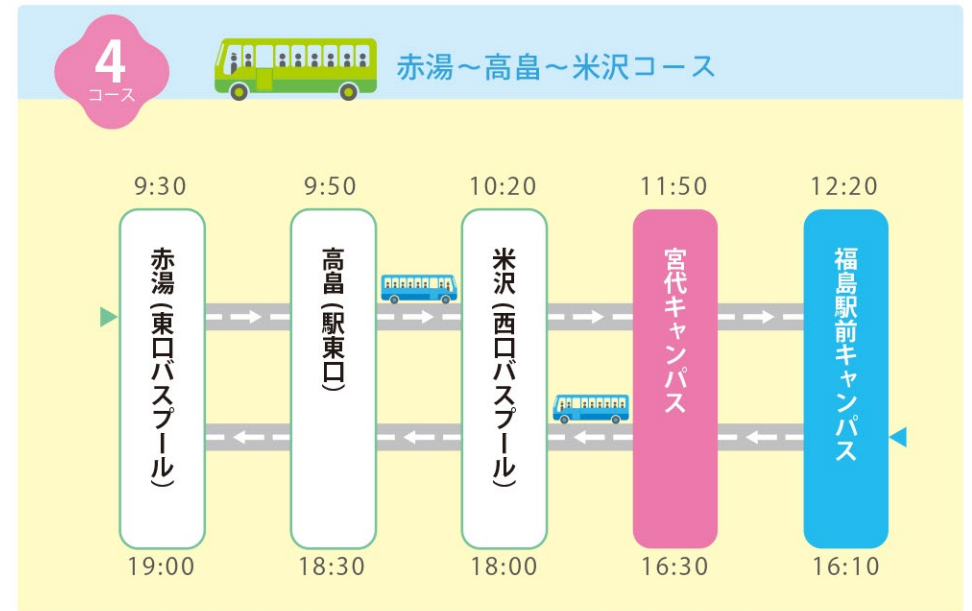 4
コース
赤湯～高畠～米沢コース
9:30
9:50
10:20
11:50
12:20
赤湯(東口バスプール)
高畠(駅東口)
米沢(西口バスプール)
宮代キャンパス
福島駅前キャンパス
19:00
18:30
18:00
16:30
16:10